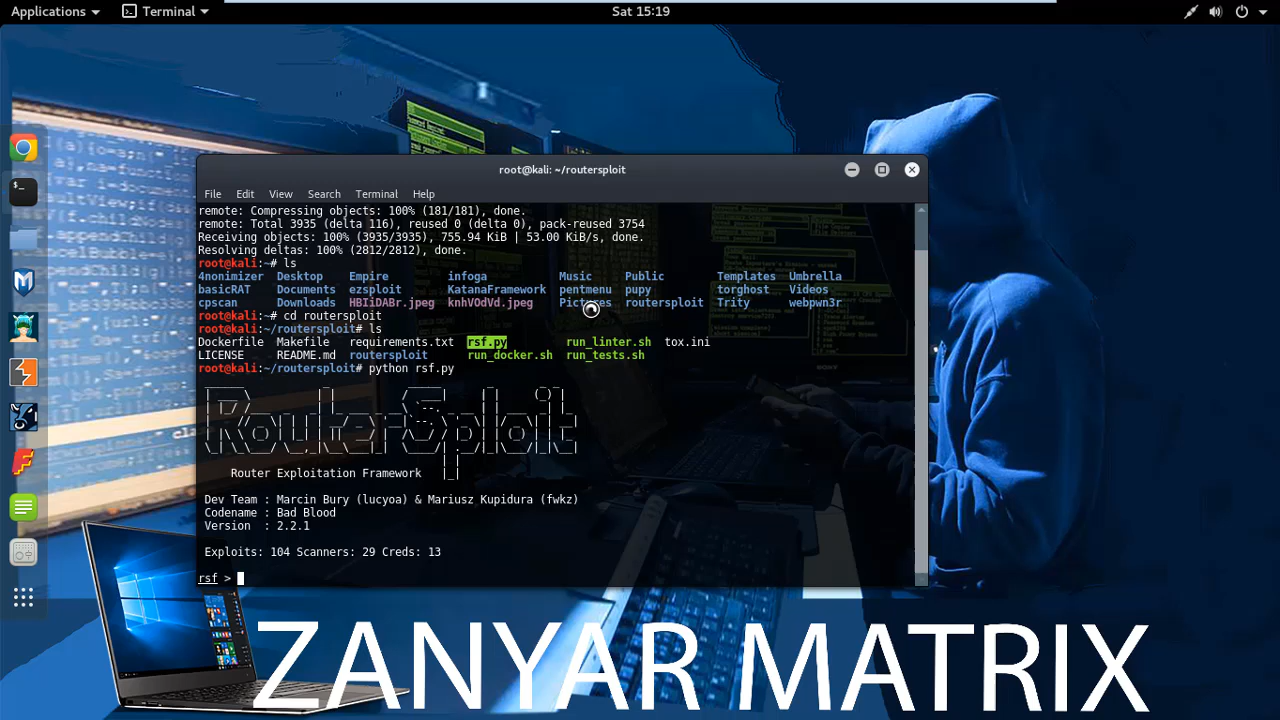 Applications Terminal Sat 15:19
root@kali: ~/routersploit
File Edit View Search Terminal Help
remote: Compressing objects: 100% (181/181), done.
remote: Total 3935 (delta 116), reused 0 (delta 0), pack-reused 3754
Receiving objects: 100% (3935/3935), 755.94 KiB | 53.00 KiB/s, done.
Resolving deltas: 100% (2812/2812), done.
root@kali:~# ls
4nonimizer Desktop Empire infoga Music Public Templates Umbrella
basicRAT Documents ezsploit KatanaFramework pentmenu pupy torghost Videos
cpscan Downloads HBIiDABr.jpeg knhVOdVd.jpeg Pictures routersploit Trity webpwn3r
root@kali:~# cd routersploit
root@kali:~/routersploit# ls
Dockerfile Makefile requirements.txt rsf.py run_linter.sh tox.ini
LICENSE README.md routersploit run_docker.sh run_tests.sh
root@kali:~/routersploit# python rsf.py
RouterSploit
Router Exploitation Framework
Dev Team : Marcin Bury (lucyoa) & Mariusz Kupidura (fwkz)
Codename : Bad Blood
Version : 2.2.1
Exploits: 104 Scanners: 29 Creds: 13
rsf >
ZANYAR MATRIX